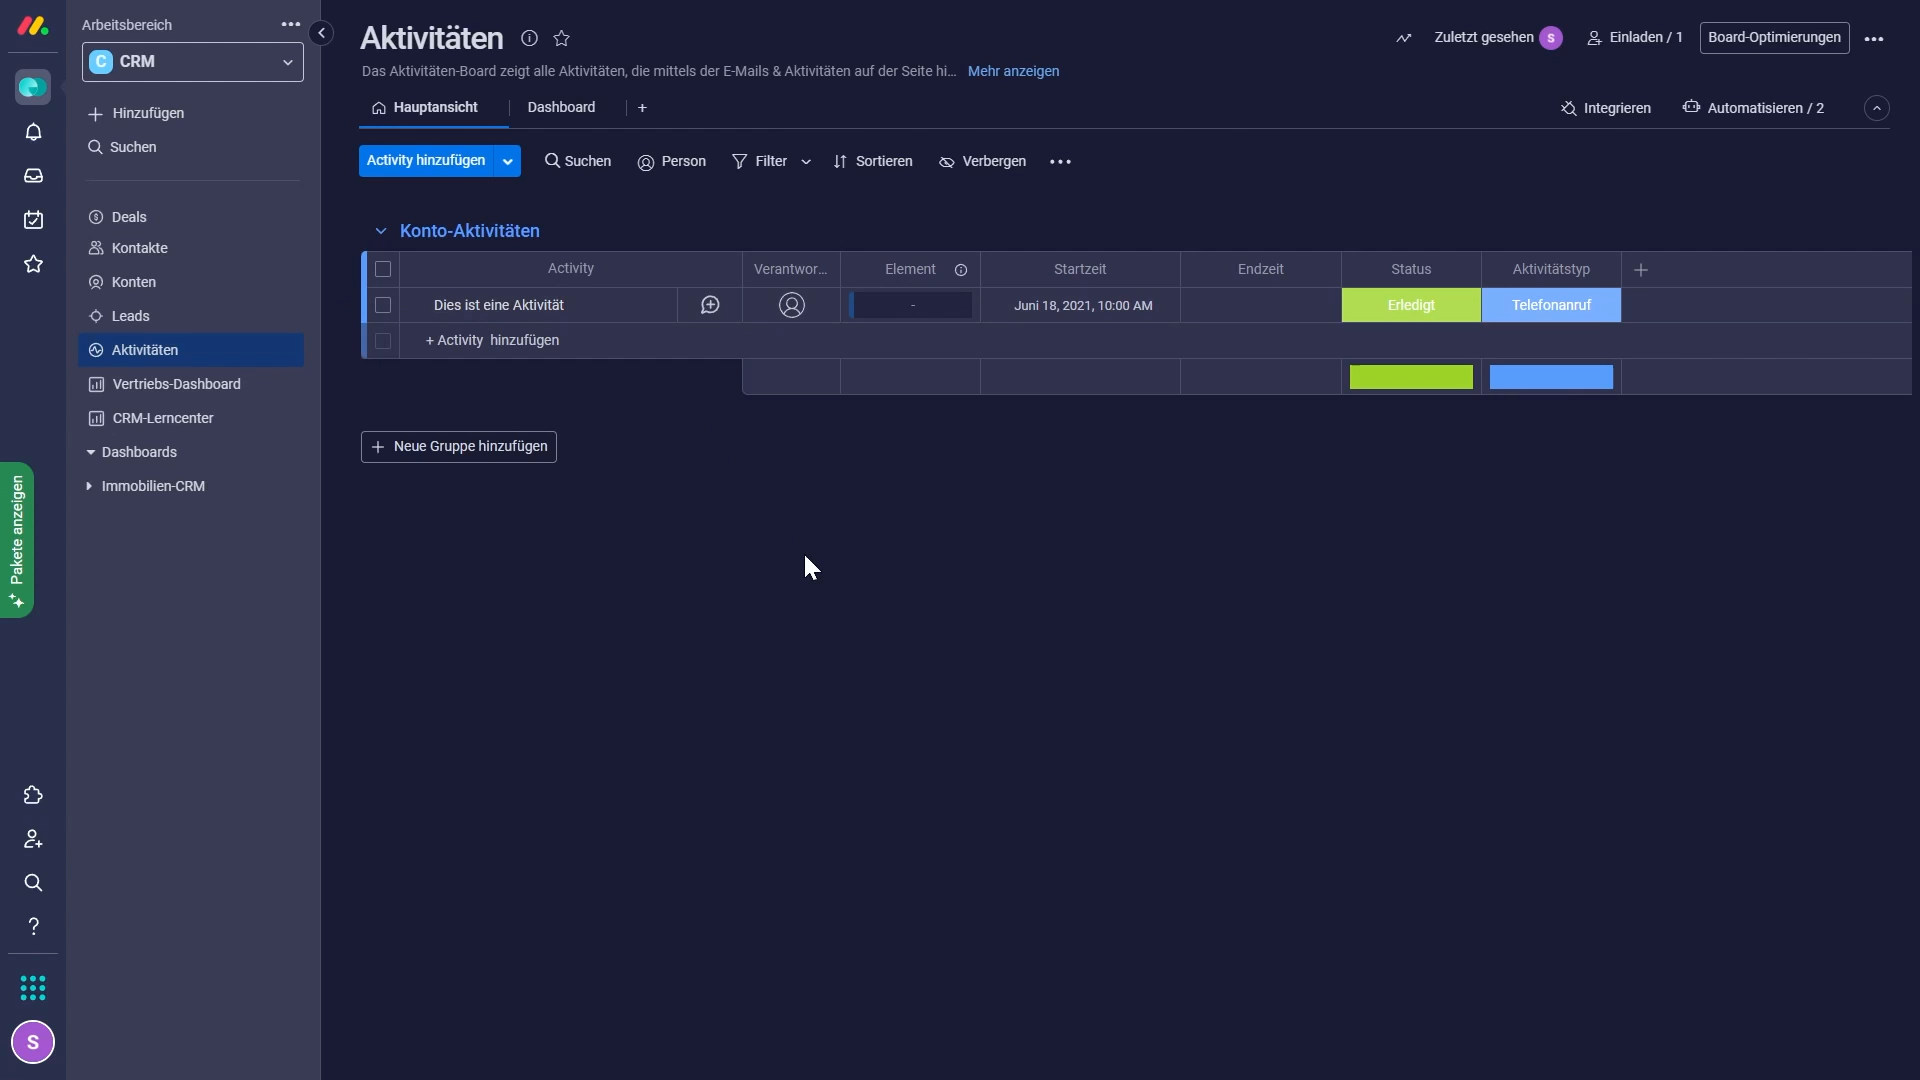 Arbeitsbereich
C CRM
Hinzufügen
Suchen
Deals
Kontakte
Konten
Leads
Aktivitäten
Vertriebs-Dashboard
CRM-Lerncenter
Dashboards
Immobilien-CRM
Pakete anzeigen
S
Aktivitäten
Zuletzt gesehen S
Einladen / 1
Board-Optimierungen
Das Aktivitäten-Board zeigt alle Aktivitäten, die mittels der E-Mails & Aktivitäten auf der Seite hi... Mehr anzeigen
Hauptansicht Dashboard +
Integrieren
Automatisieren / 2
Activity hinzufügen
Suchen
Person
Filter
Sortieren
Verbergen
Konto-Aktivitäten
Activity Verantwor... Element Startzeit Endzeit Status Aktivitätstyp +
Dies ist eine Aktivität - Juni 18, 2021, 10:00 AM Erledigt Telefonanruf
+ Activity hinzufügen
+ Neue Gruppe hinzufügen